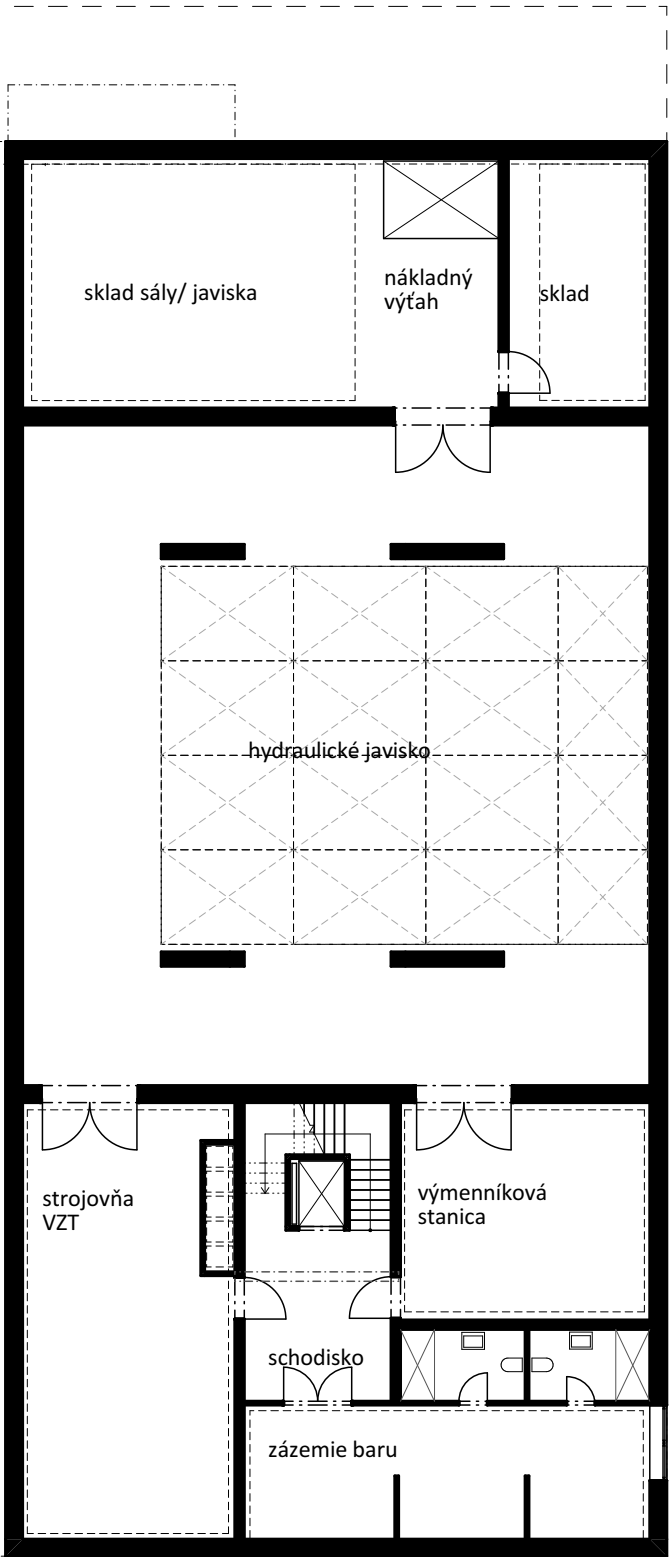 sklad sály/ javiska
nákladný
výťah
sklad
hydraulické javisko
strojovňa
VZT
výmenníková
stanica
schodisko
zázemie baru